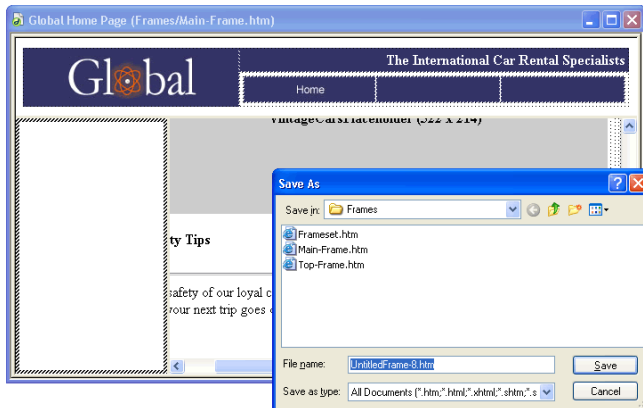 Global Home Page (Frames/Main-Frame.htm)
The International Car Rental Specialists
Global
Home
VintageCarsPlaceholder (322 x 214)
Save As
Save in: Frames
Frameset.htm
Main-Frame.htm
Top-Frame.htm
ty Tips
safety of our loyal c
your next trip goes
File name: UntitledFrame-8.htm Save
Save as type: All Documents (*.htm;*.html;*.xhtml;*.shtm;*.s Cancel